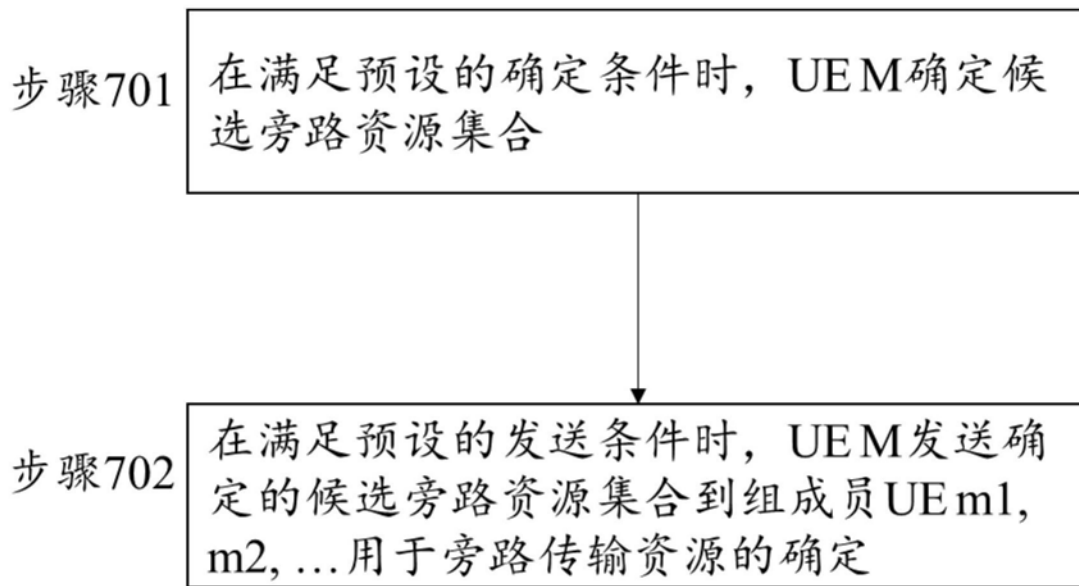 步骤701
在满足预设的确定条件时，UE M确定候
选旁路资源集合
步骤702
在满足预设的发送条件时，UE M发送确
定的候选旁路资源集合到组成员UE m1,
m2, …用于旁路传输资源的确定